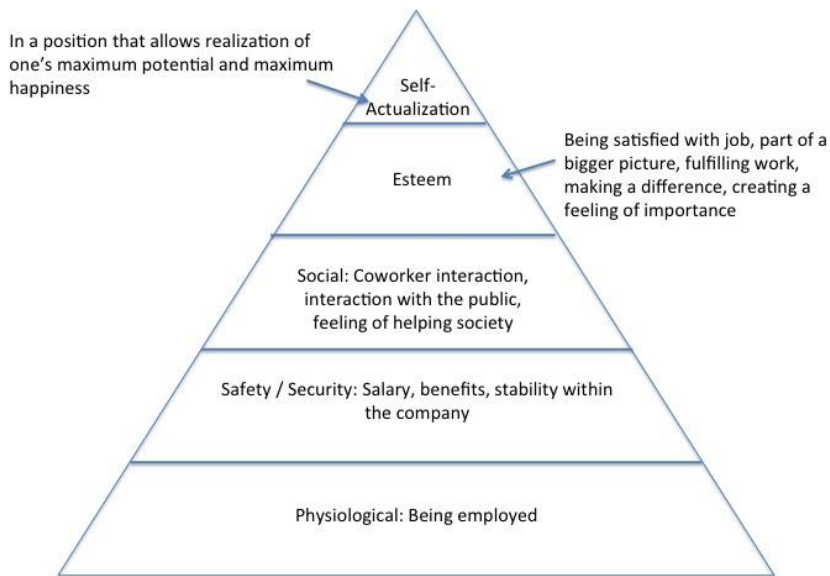 In a position that allows realization of
one’s maximum potential and maximum
happiness
Self-
Actualization
Being satisfied with job, part of a
bigger picture, fulfilling work,
making a difference, creating a
feeling of importance
Esteem
Social: Coworker interaction,
interaction with the public,
feeling of helping society
Safety / Security: Salary, benefits, stability within
the company
Physiological: Being employed